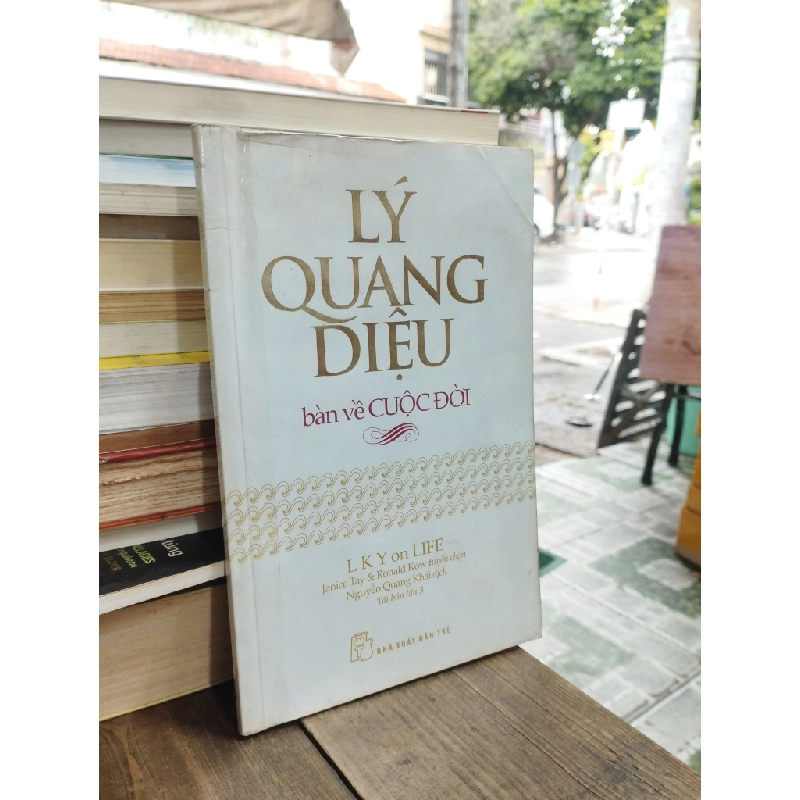 LÝ
QUANG
DIỆU
bàn về CUỘC ĐỜI
L K Y on LIFE
Janice Tay & Ronald Kow tuyển chọn
Nguyễn Quang Khải dịch
Tái bản lần 3
NHÀ XUẤT BẢN TRẺ